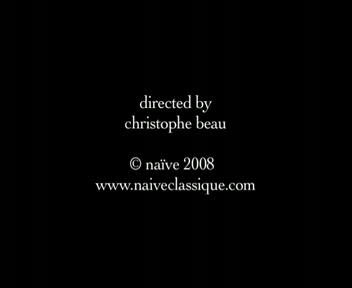 directed by
christophe beau
© naïve 2008
www.naiveclassique.com